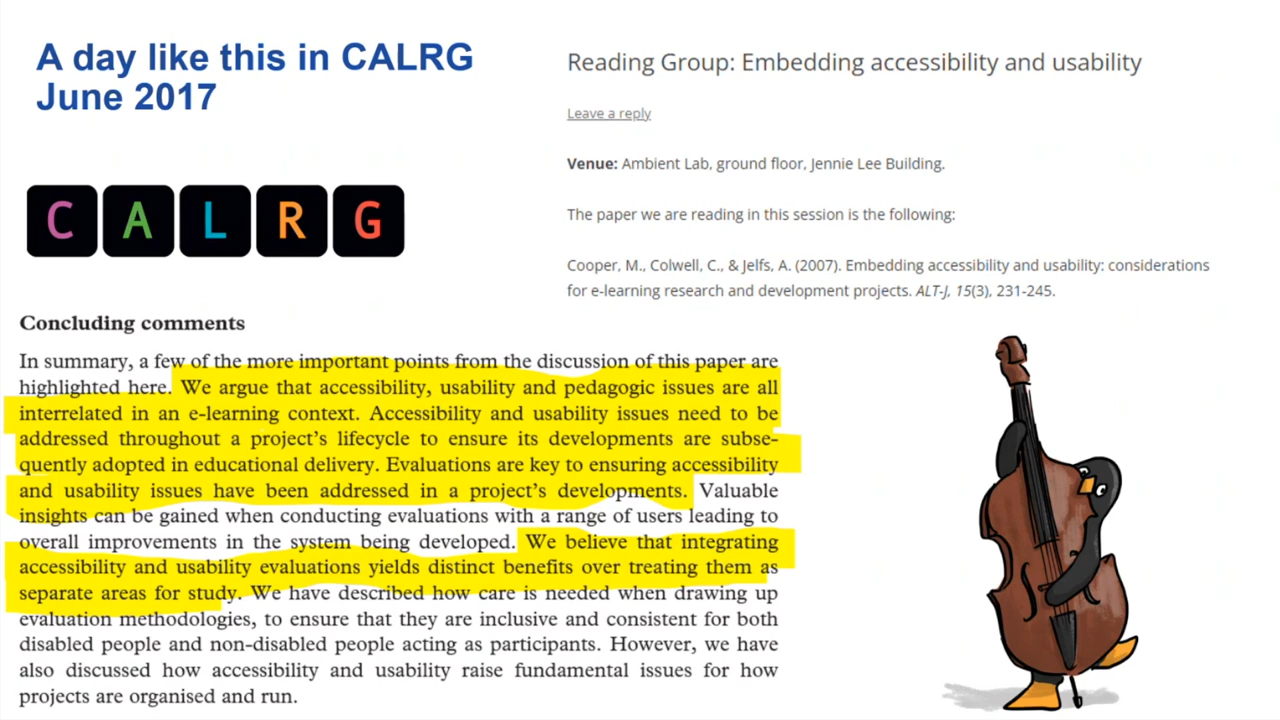 A day like this in CALRG
June 2017
C A L R G
Reading Group: Embedding accessibility and usability
Leave a reply
Venue: Ambient Lab, ground floor, Jennie Lee Building.
The paper we are reading in this session is the following:
Cooper, M., Colwell, C., & Jelfs, A. (2007). Embedding accessibility and usability: considerations
for e-learning research and development projects. ALT-J, 15(3), 231-245.
Concluding comments
In summary, a few of the more important points from the discussion of this paper are
highlighted here. We argue that accessibility, usability and pedagogic issues are all
interrelated in an e-learning context. Accessibility and usability issues need to be
addressed throughout a project's lifecycle to ensure its developments are subse-
quently adopted in educational delivery. Evaluations are key to ensuring accessibility
and usability issues have been addressed in a project's developments. Valuable
insights can be gained when conducting evaluations with a range of users leading to
overall improvements in the system being developed. We believe that integrating
accessibility and usability evaluations yields distinct benefits over treating them as
separate areas for study. We have described how care is needed when drawing up
evaluation methodologies, to ensure that they are inclusive and consistent for both
disabled people and non-disabled people acting as participants. However, we have
also discussed how accessibility and usability raise fundamental issues for how
projects are organised and run.